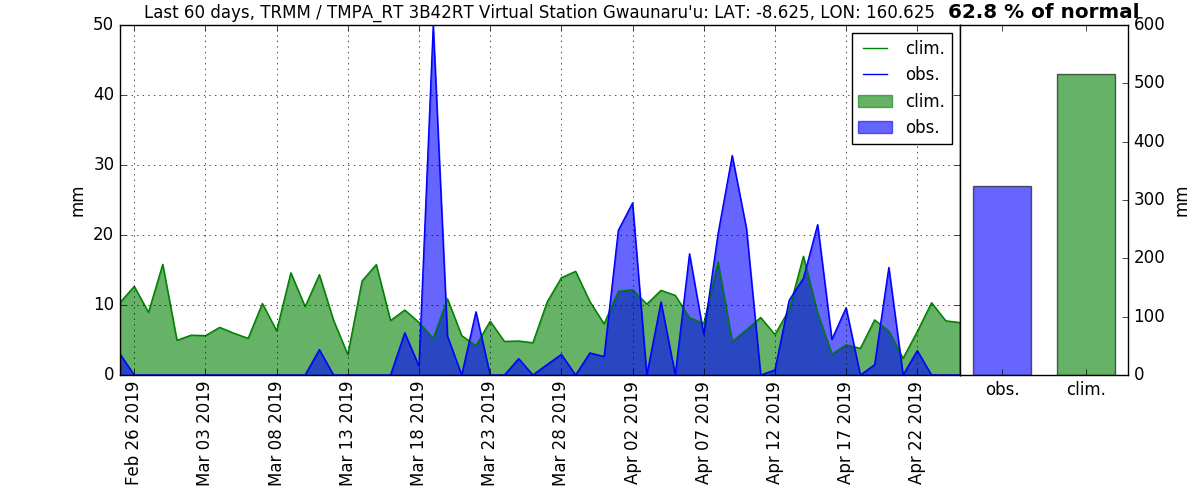 Last 60 days, TRMM / TMPA_RT 3B42RT Virtual Station Gwaunaru'u: LAT: -8.625, LON: 160.625
62.8 % of normal
50
40
30
20
10
0
mm
clim.
obs.
clim.
obs.
Feb 26 2019
Mar 03 2019
Mar 08 2019
Mar 13 2019
Mar 18 2019
Mar 23 2019
Mar 28 2019
Apr 02 2019
Apr 07 2019
Apr 12 2019
Apr 17 2019
Apr 22 2019
600
500
400
300
200
100
0
mm
obs.
clim.